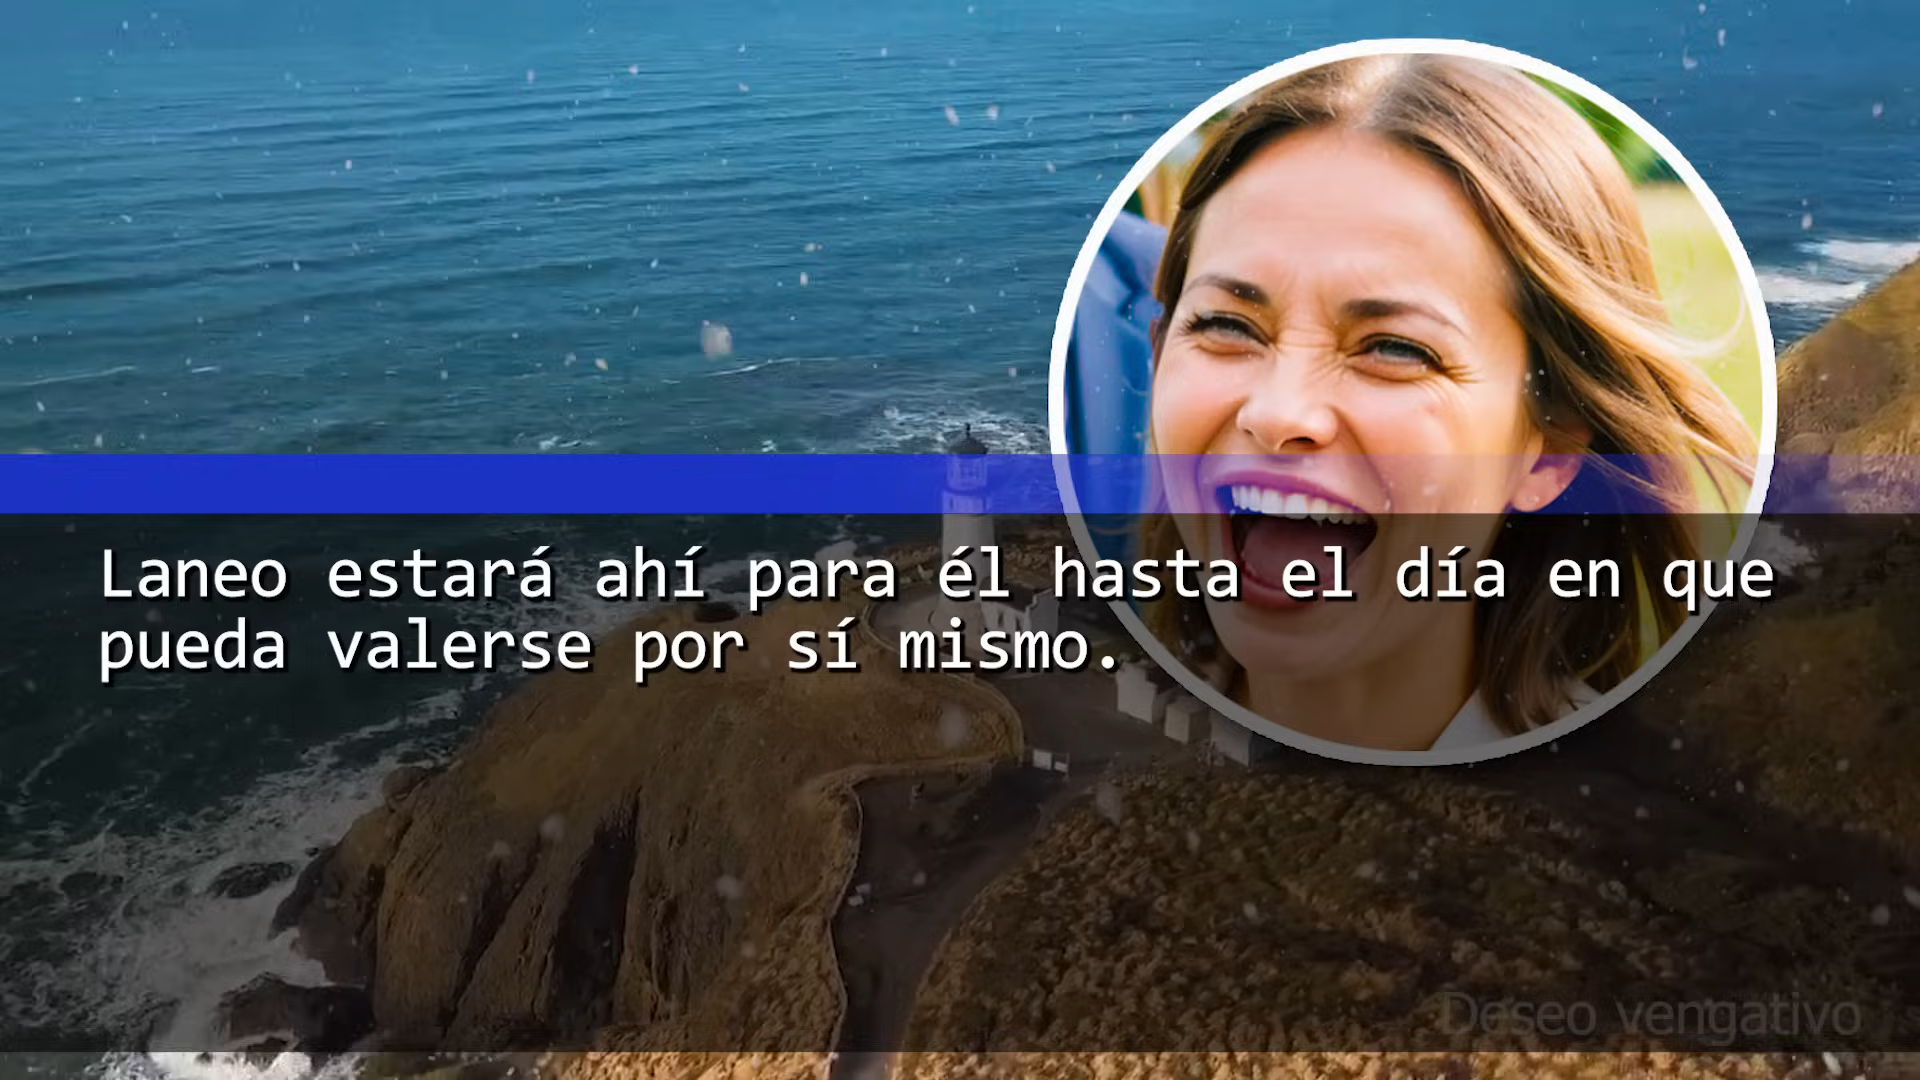 Laneo estará ahí para él hasta el día en que
pueda valerse por sí mismo.
Deseo vengativo